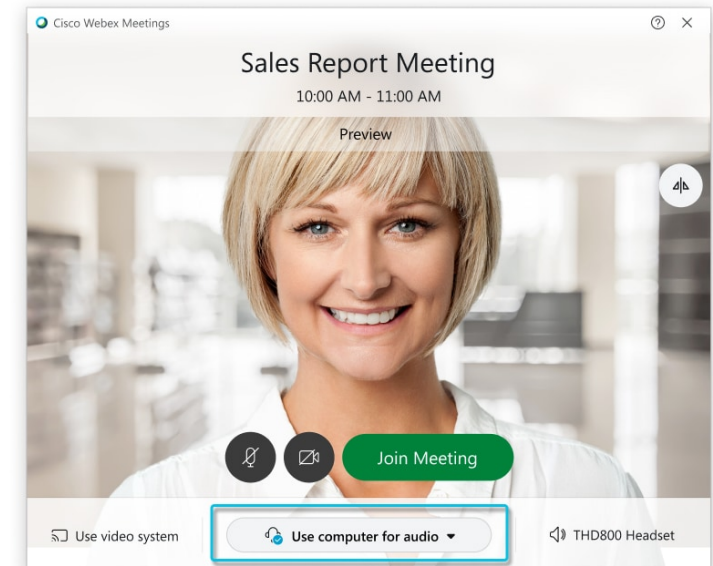 Cisco Webex Meetings
Sales Report Meeting
10:00 AM - 11:00 AM
Preview
Join Meeting
Use video system
Use computer for audio
THD800 Headset